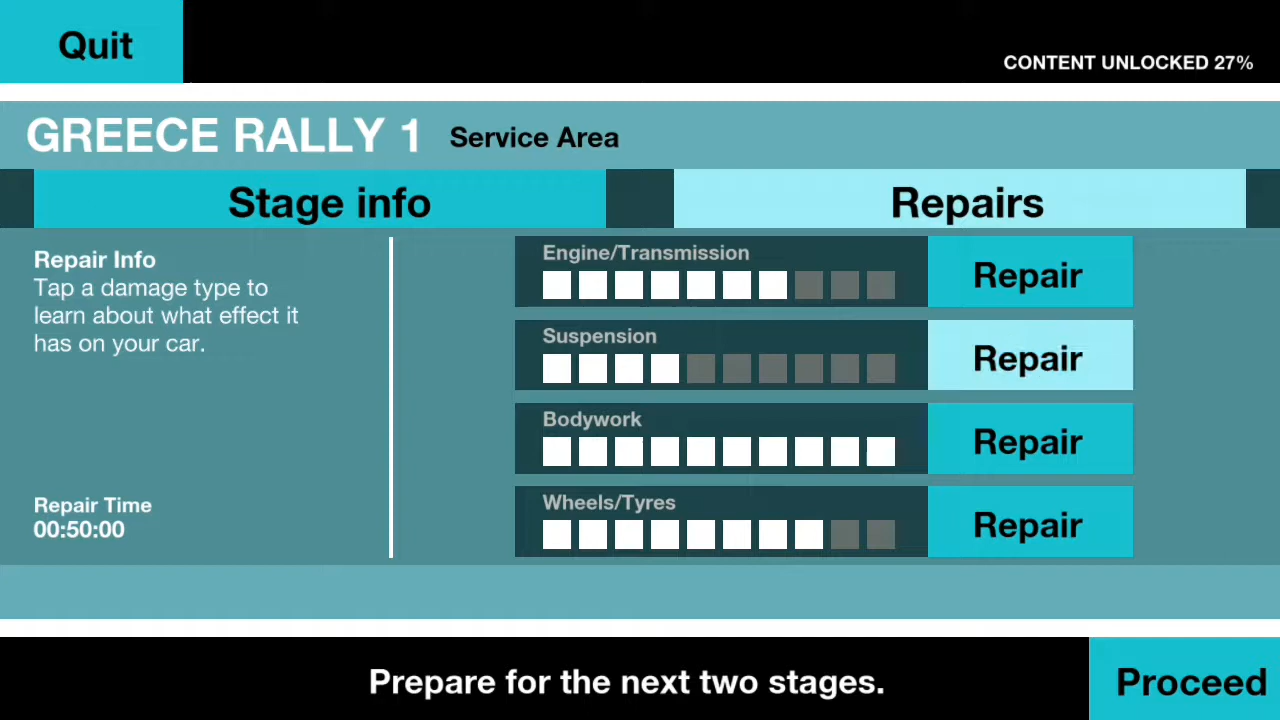 Quit
CONTENT UNLOCKED 27%
GREECE RALLY 1 Service Area
Stage info
Repairs
Repair Info
Tap a damage type to
learn about what effect it
has on your car.
Repair Time
00:50:00
Engine/Transmission
Repair
Suspension
Repair
Bodywork
Repair
Wheels/Tyres
Repair
Prepare for the next two stages.
Proceed